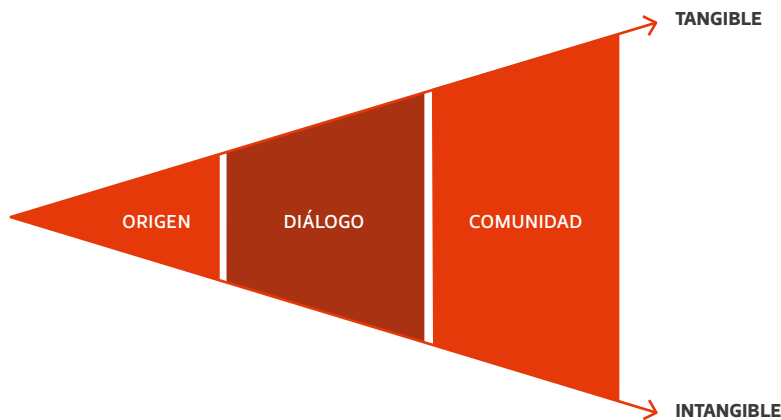 TANGIBLE
ORIGEN
DIÁLOGO
COMUNIDAD
INTANGIBLE